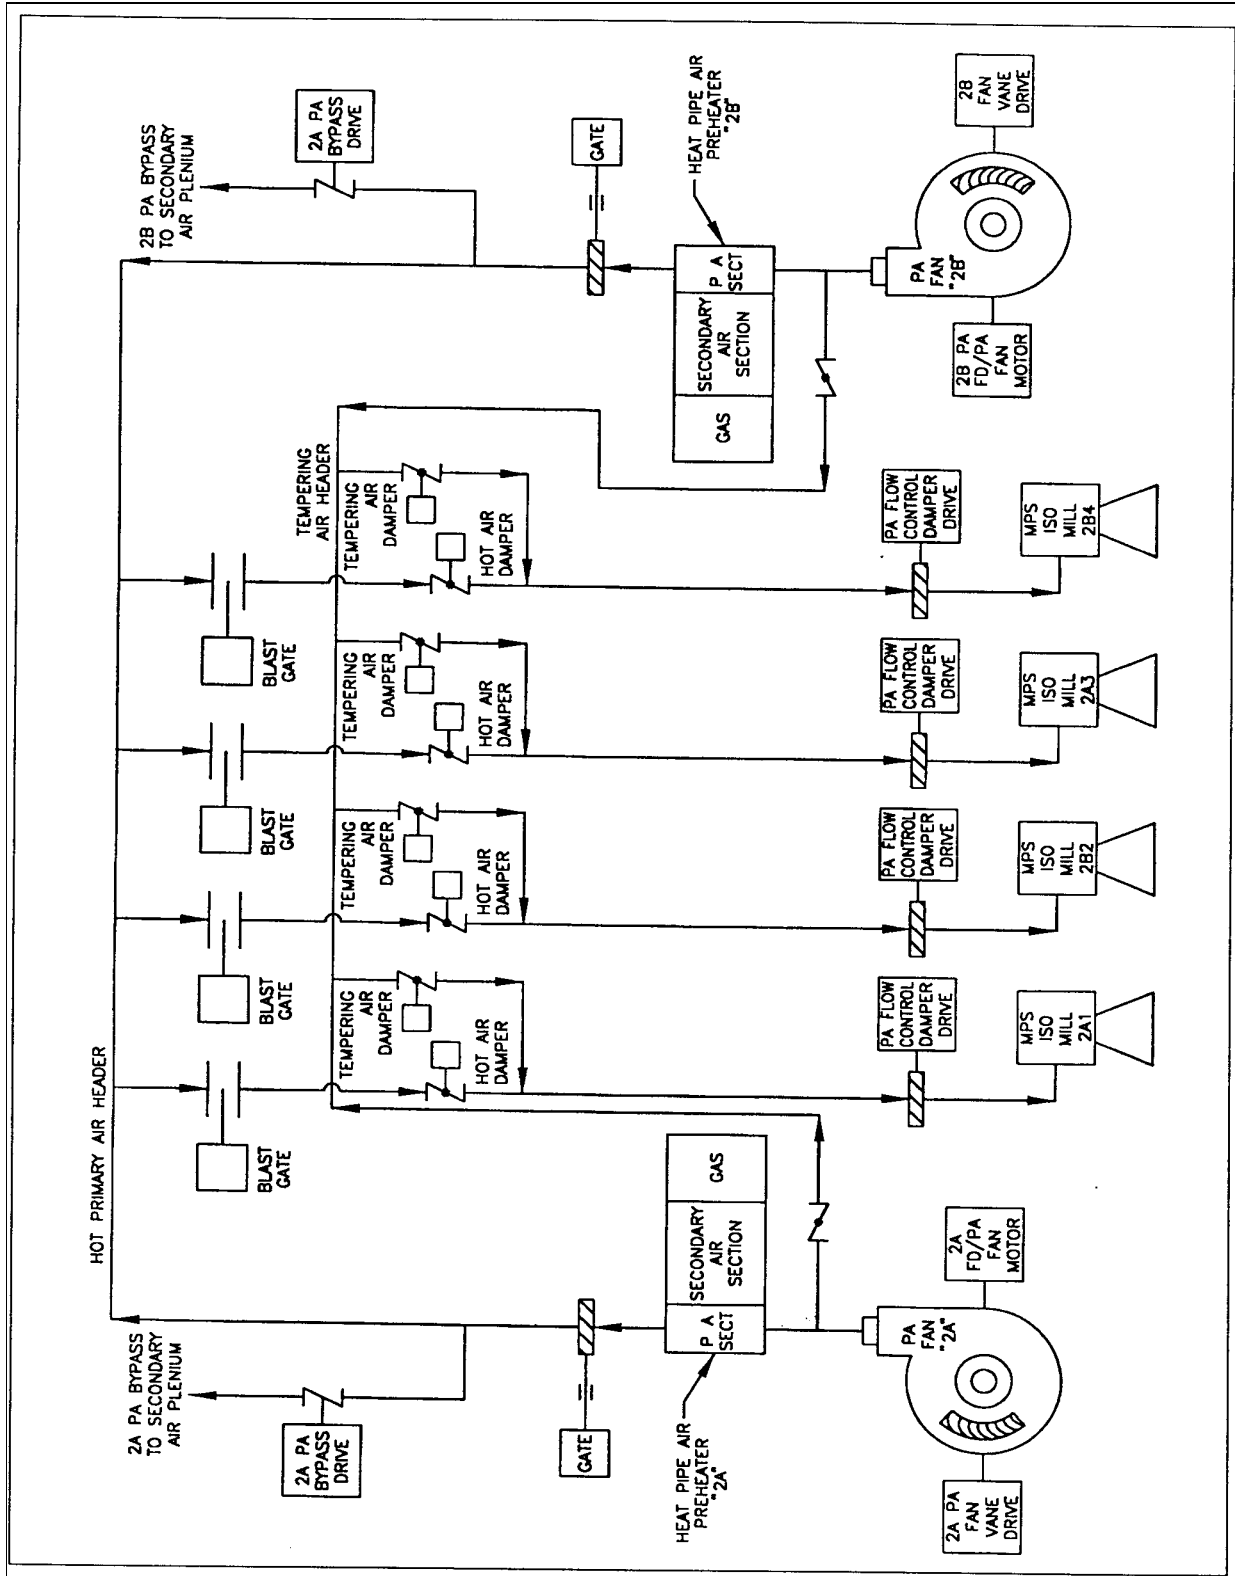 2A PA BYPASS
TO SECONDARY
AIR PLENIUM
HOT PRIMARY AIR HEADER
2B PA BYPASS
TO SECONDARY
AIR PLENIUM
2A PA
BYPASS
DRIVE
2A PA
BYPASS
DRIVE
BLAST
GATE
BLAST
GATE
BLAST
GATE
BLAST
GATE
TEMPERING
AIR HEADER
TEMPERING
AIR
DAMPER
TEMPERING
AIR
DAMPER
TEMPERING
AIR
DAMPER
TEMPERING
AIR
DAMPER
HOT AIR
DAMPER
HOT AIR
DAMPER
HOT AIR
DAMPER
HOT AIR
DAMPER
GATE
GATE
HEAT PIPE AIR
PREHEATER
"2A"
P A
SECT
SECONDARY
AIR
SECTION
GAS
GAS
SECONDARY
AIR
SECTION
P A
SECT
HEAT PIPE AIR
PREHEATER
"2B"
PA FLOW
CONTROL
DAMPER
DRIVE
PA FLOW
CONTROL
DAMPER
DRIVE
PA FLOW
CONTROL
DAMPER
DRIVE
PA FLOW
CONTROL
DAMPER
DRIVE
2A PA
FAN
VANE
DRIVE
PA
FAN
"2A"
2A
FD/PA
FAN
MOTOR
MPS
ISO
MILL
2A1
MPS
ISO
MILL
2B2
MPS
ISO
MILL
2A3
MPS
ISO
MILL
2B4
2B PA
FD/PA
FAN
MOTOR
PA
FAN
"2B"
2B
FAN
VANE
DRIVE